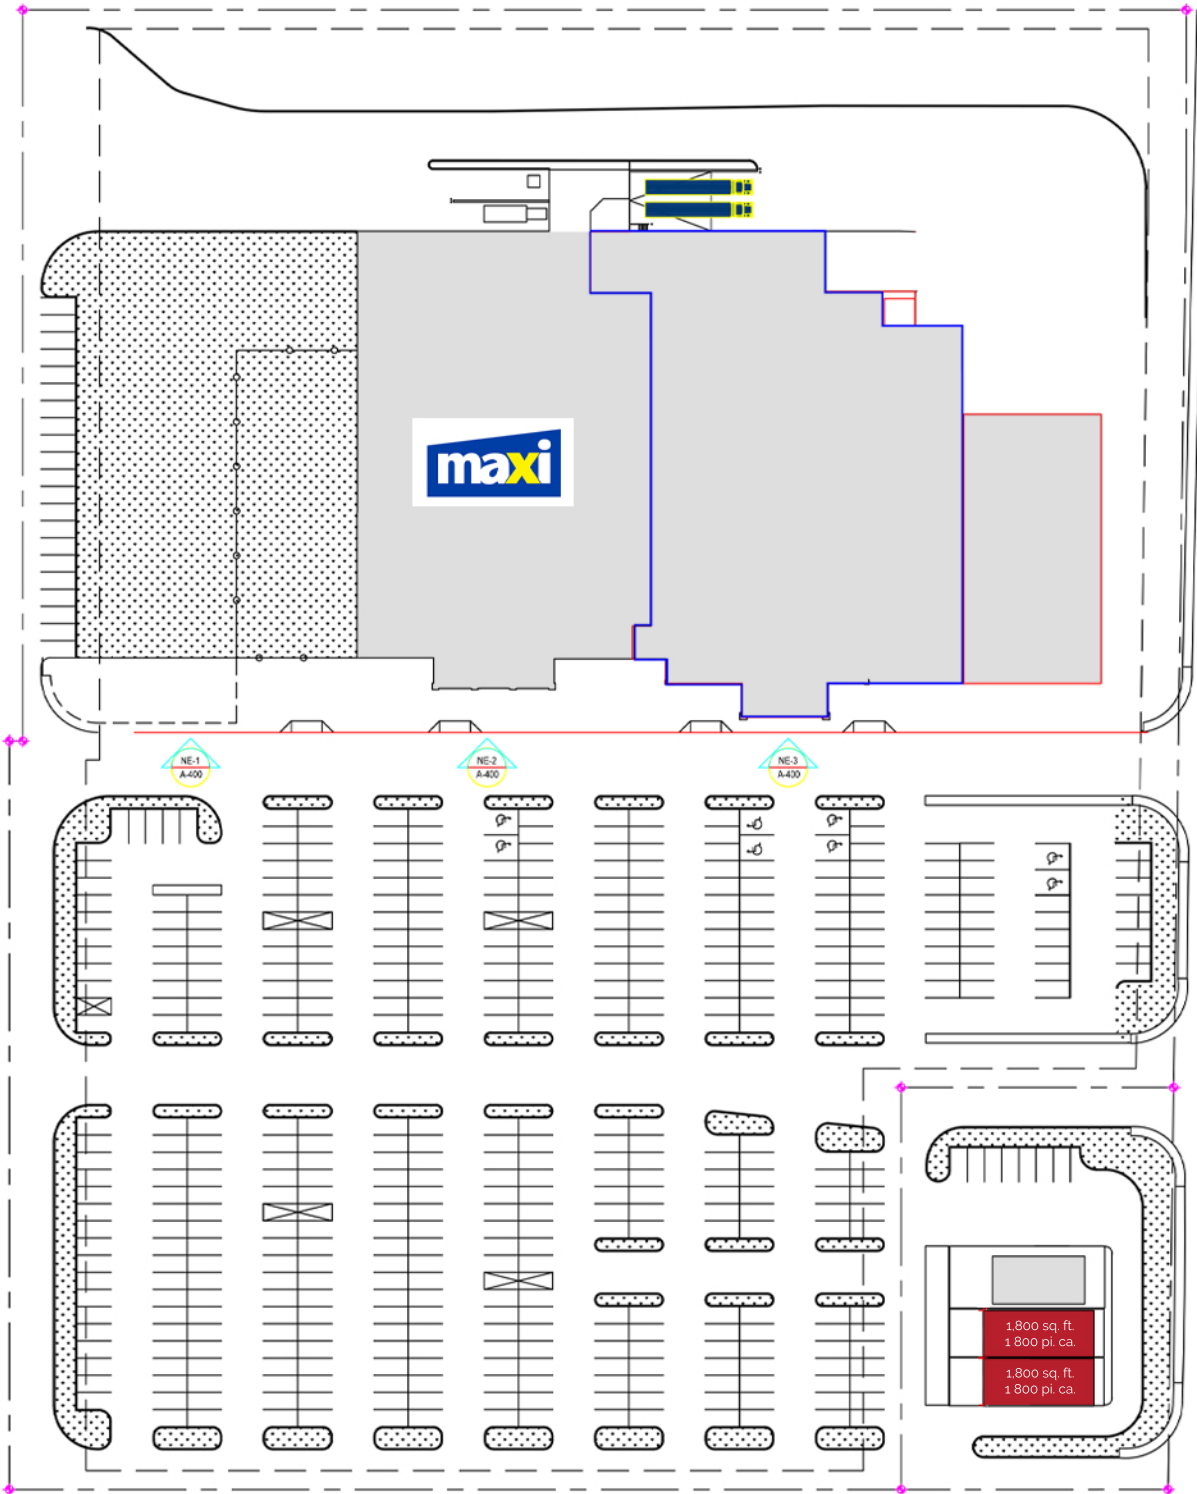 maxi
NE-1
A-400
NE-2
A-400
NE-3
A-400
1,800 sq. ft.
1 800 pi. ca.
1,800 sq. ft.
1 800 pi. ca.